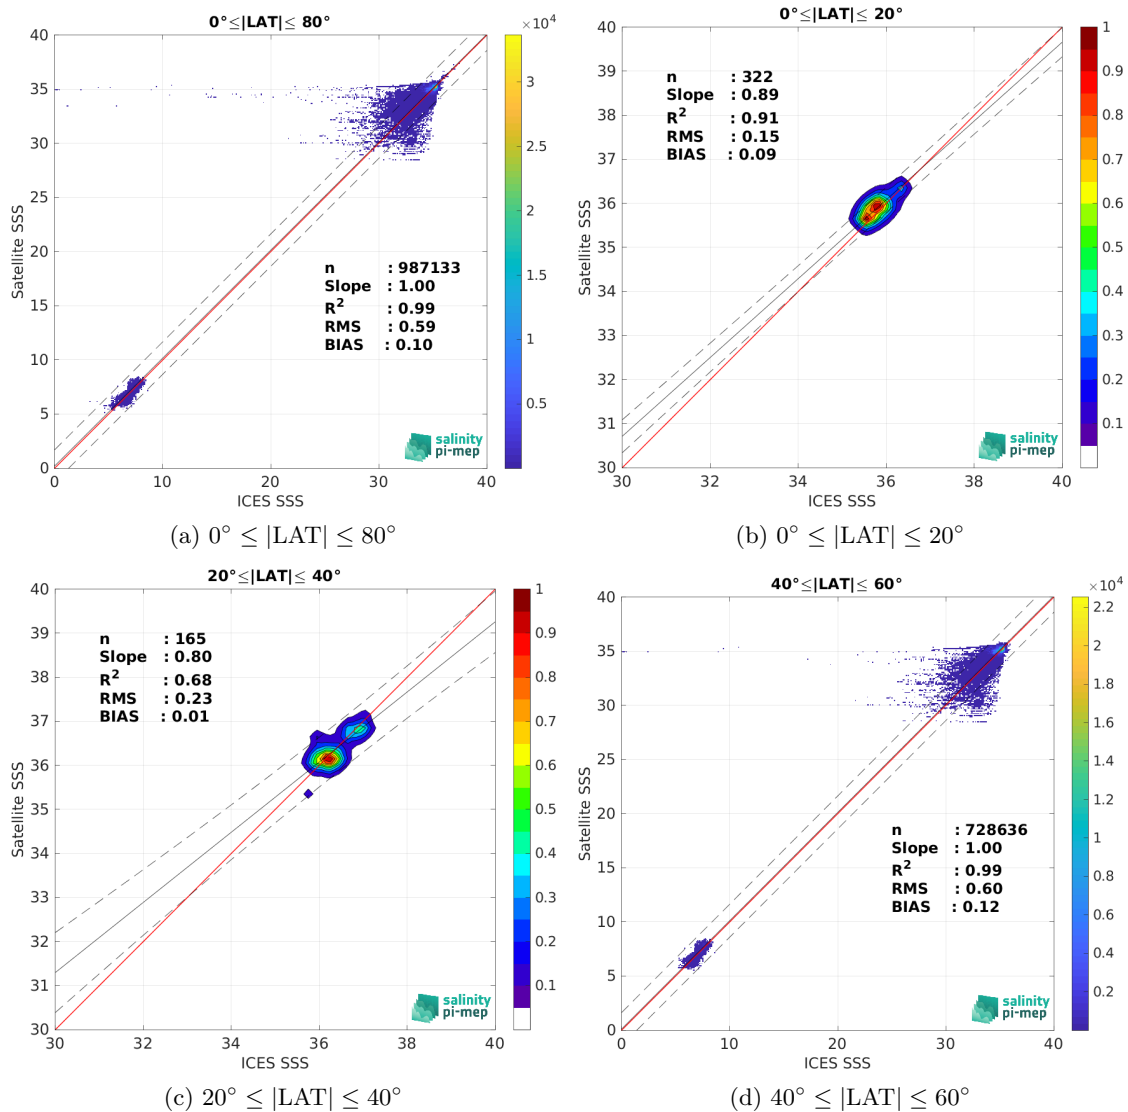 0°≤|LAT|≤ 80°
×10⁴
40
35
30
25
20
15
10
5
0
Satellite SSS
n : 987133
Slope : 1.00
R² : 0.99
RMS : 0.59
BIAS : 0.10
salinity
pi-mep
0 10 20 30 40
ICES SSS
3
2.5
2
1.5
1
0.5
(a) 0° ≤ |LAT| ≤ 80°
0°≤|LAT|≤ 20°
40
39
38
37
36
35
34
33
32
31
30
Satellite SSS
n : 322
Slope : 0.89
R² : 0.91
RMS : 0.15
BIAS : 0.09
salinity
pi-mep
30 32 34 36 38 40
ICES SSS
1
0.9
0.8
0.7
0.6
0.5
0.4
0.3
0.2
0.1
(b) 0° ≤ |LAT| ≤ 20°
20°≤|LAT|≤ 40°
40
39
38
37
36
35
34
33
32
31
30
Satellite SSS
n : 165
Slope : 0.80
R² : 0.68
RMS : 0.23
BIAS : 0.01
salinity
pi-mep
30 32 34 36 38 40
ICES SSS
1
0.9
0.8
0.7
0.6
0.5
0.4
0.3
0.2
0.1
(c) 20° ≤ |LAT| ≤ 40°
40°≤|LAT|≤ 60°
×10⁴
40
35
30
25
20
15
10
5
0
Satellite SSS
n : 728636
Slope : 1.00
R² : 0.99
RMS : 0.60
BIAS : 0.12
salinity
pi-mep
0 10 20 30 40
ICES SSS
2.2
2
1.8
1.6
1.4
1.2
1
0.8
0.6
0.4
0.2
(d) 40° ≤ |LAT| ≤ 60°